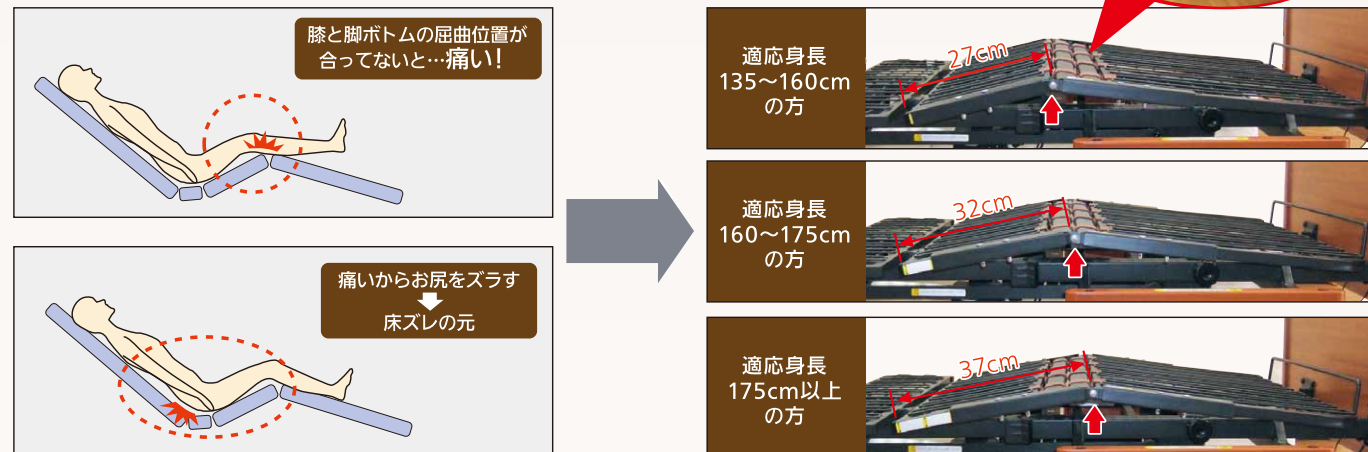 膝と脚ボトムの屈曲位置が
合ってないと…痛い!
痛いからお尻をズラす
床ズレの元
適応身長
135～160cm
の方
27cm
適応身長
160～175cm
の方
32cm
適応身長
175cm以上
の方
37cm